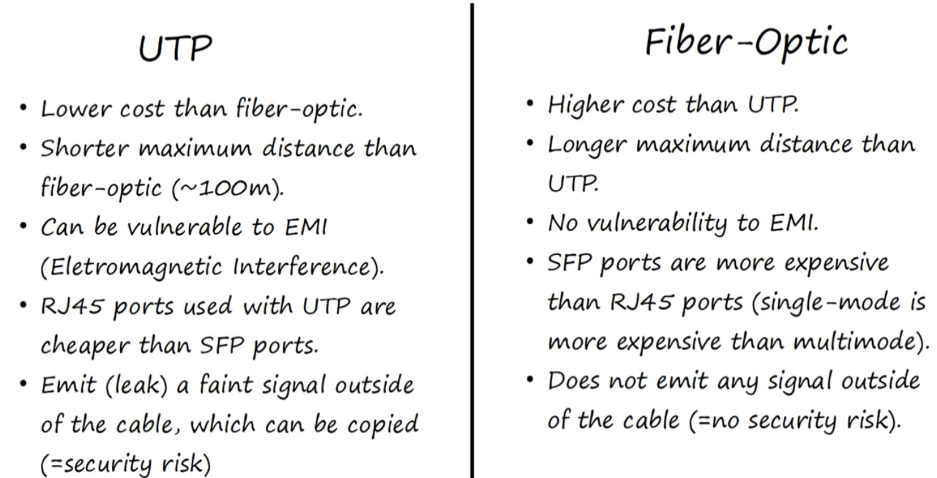 UTP
• Lower cost than fiber-optic.
• Shorter maximum distance than
fiber-optic (~100m).
• Can be vulnerable to EMI
(Eletromagnetic Interference).
• RJ45 ports used with UTP are
cheaper than SFP ports.
• Emit (leak) a faint signal outside
of the cable, which can be copied
(=security risk)
Fiber-Optic
• Higher cost than UTP.
• Longer maximum distance than
UTP.
• No vulnerability to EMI.
• SFP ports are more expensive
than RJ45 ports (single-mode is
more expensive than multimode).
• Does not emit any signal outside
of the cable (=no security risk).